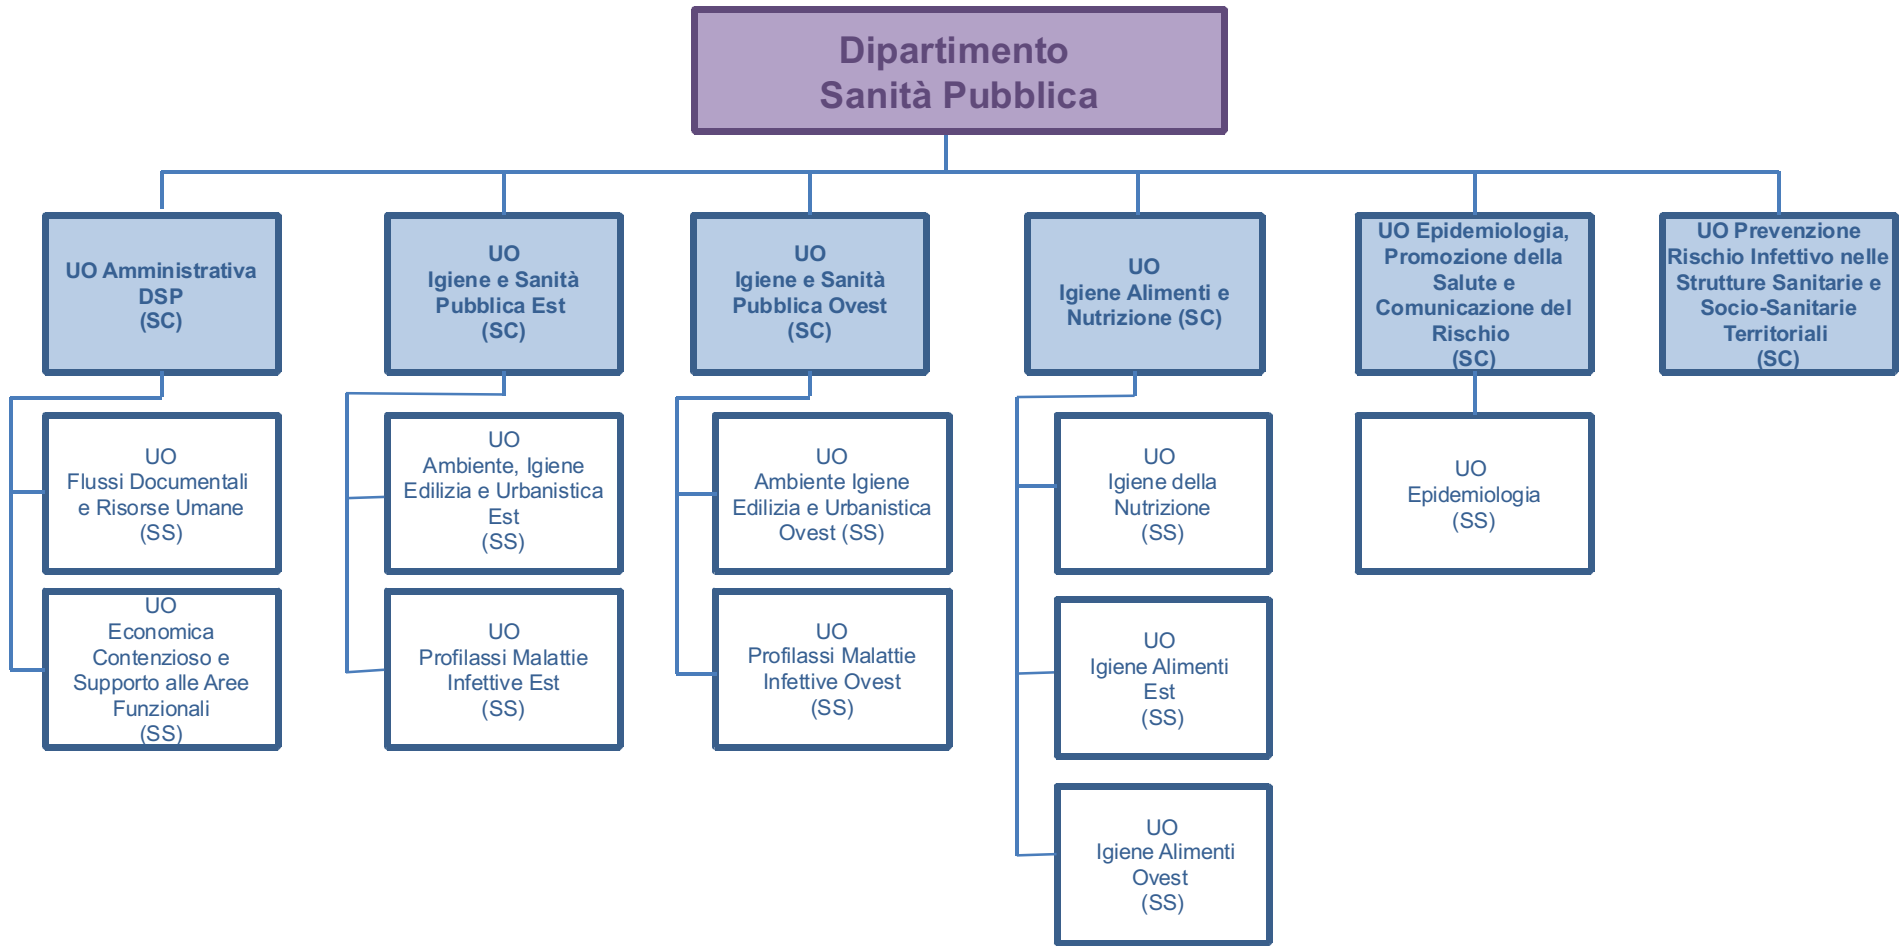 Dipartimento
Sanità Pubblica
UO Amministrativa
DSP
(SC)
UO
Igiene e Sanità
Pubblica Est
(SC)
UO
Igiene e Sanità
Pubblica Ovest
(SC)
UO
Igiene Alimenti e
Nutrizione (SC)
UO Epidemiologia,
Promozione della
Salute e
Comunicazione del
Rischio
(SC)
UO Prevenzione
Rischio Infettivo nelle
Strutture Sanitarie e
Socio-Sanitarie
Territoriali
(SC)
UO
Flussi Documentali
e Risorse Umane
(SS)
UO
Ambiente, Igiene
Edilizia e Urbanistica
Est
(SS)
UO
Ambiente Igiene
Edilizia e Urbanistica
Ovest (SS)
UO
Igiene della
Nutrizione
(SS)
UO
Epidemiologia
(SS)
UO
Economica
Contenzioso e
Supporto alle Aree
Funzionali
(SS)
UO
Profilassi Malattie
Infettive Est
(SS)
UO
Profilassi Malattie
Infettive Ovest
(SS)
UO
Igiene Alimenti
Est
(SS)
UO
Igiene Alimenti
Ovest
(SS)